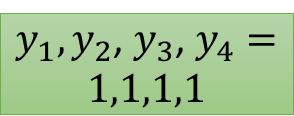 y₁, y₂, y₃, y₄ =
1,1,1,1